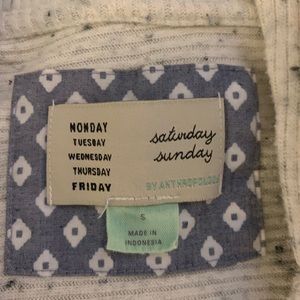 MONDAY
TUESDAY
WEDNESDAY
THURSDAY
FRIDAY
saturday
sunday
BY ANTHROPOLOGIE
S
MADE IN
INDONESIA